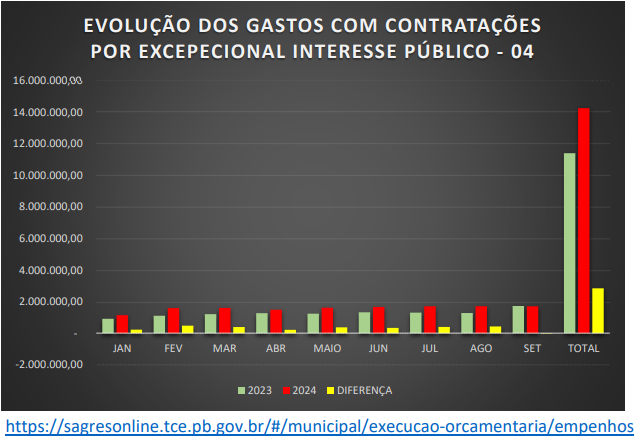 EVOLUÇÃO DOS GASTOS COM CONTRATAÇÕES
POR EXCEPECIONAL INTERESSE PÚBLICO - 04
16.000.000,00
14.000.000,00
12.000.000,00
10.000.000,00
8.000.000,00
6.000.000,00
4.000.000,00
2.000.000,00
-
-2.000.000,00
JAN FEV MAR ABR MAIO JUN JUL AGO SET TOTAL
2023 2024 DIFERENÇA
https://sagresonline.tce.pb.gov.br/#/municipal/execucao-orcamentaria/empenhos